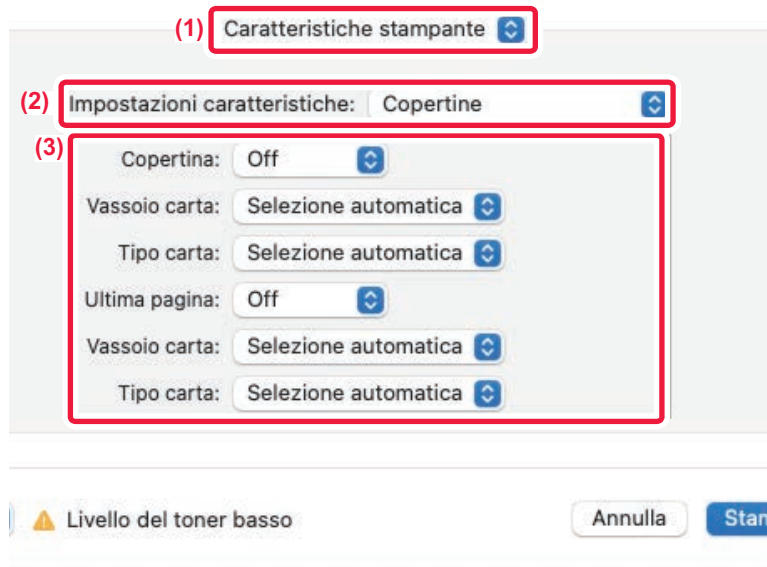 (1) Caratteristiche stampante
(2) Impostazioni caratteristiche: Copertine
(3)
Copertina: Off
Vassoio carta: Selezione automatica
Tipo carta: Selezione automatica
Ultima pagina: Off
Vassoio carta: Selezione automatica
Tipo carta: Selezione automatica
Livello del toner basso Annulla